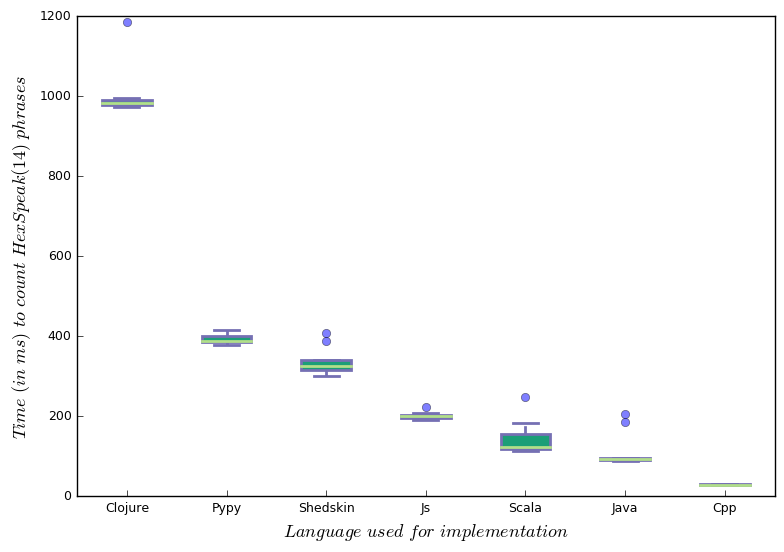 1200
1000
800
600
400
200
0
Time (in ms) to count HexSpeak(14) phrases
Clojure Pypy Shedskin Js Scala Java Cpp
Language used for implementation